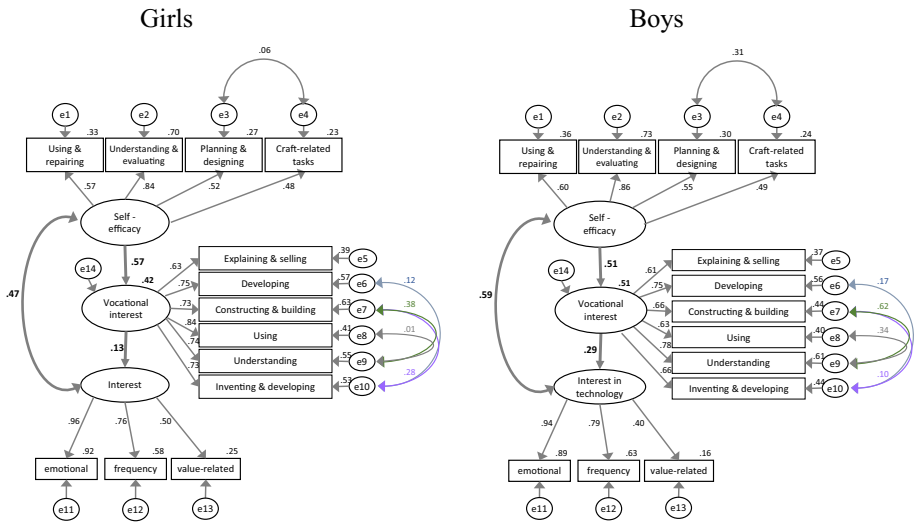 Girls
Boys
.06
.31
e1 e2 e3 e4
e1 e2 e3 e4
.33 .70 .27 .23
.36 .73 .30 .24
Using & repairing
Understanding & evaluating
Planning & designing
Craft-related tasks
Using & repairing
Understanding & evaluating
Planning & designing
Craft-related tasks
.57 .84 .52 .48
.60 .86 .55 .49
Self - efficacy
Self - efficacy
.47
.57
.42
e14
Vocational interest
.13
Interest
.63
.75
.73
.84
.74
.73
Explaining & selling .39 e5
Developing .57 e6
Constructing & building .63 e7
Using .41 e8
Understanding .55 e9
Inventing & developing .53 e10
.12
.38
.01
.28
.59
.51
.51
e14
Vocational interest
.29
Interest in technology
.61
.75
.66
.63
.78
.66
Explaining & selling .37 e5
Developing .56 e6
Constructing & building .44 e7
Using .40 e8
Understanding .61 e9
Inventing & developing .44 e10
.17
.62
.34
.10
.96 .76 .50
.94 .79 .40
.92 .58 .25
.89 .63 .16
emotional frequency value-related
emotional frequency value-related
e11 e12 e13
e11 e12 e13